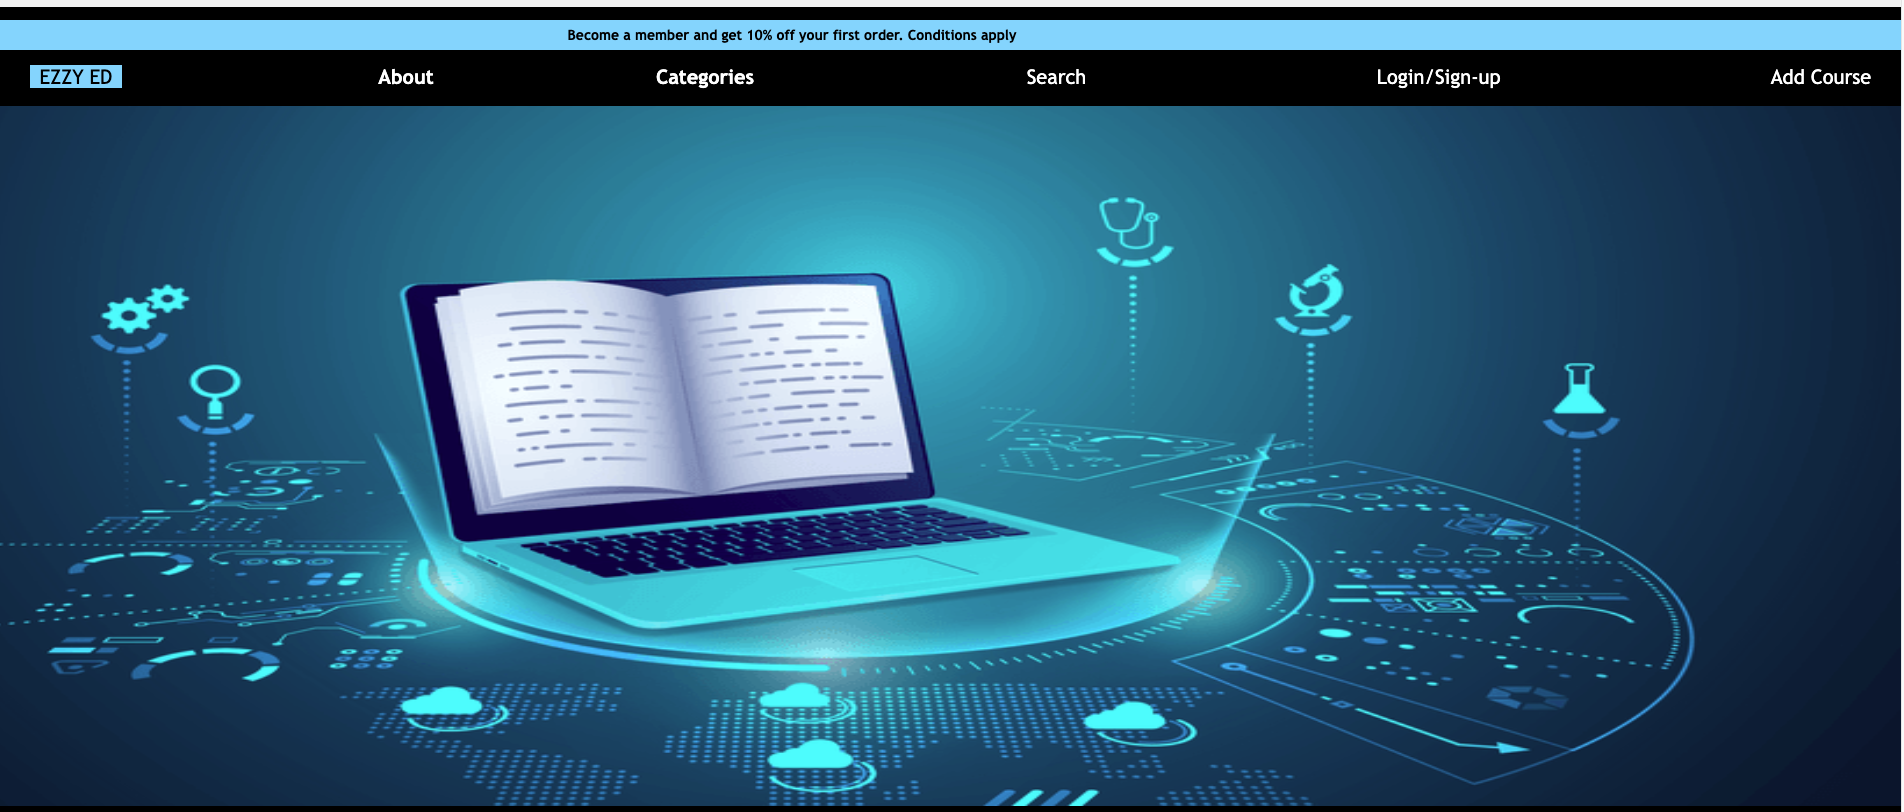 Become a member and get 10% off your first order. Conditions apply
EZZY ED About Categories Search Login/Sign-up Add Course